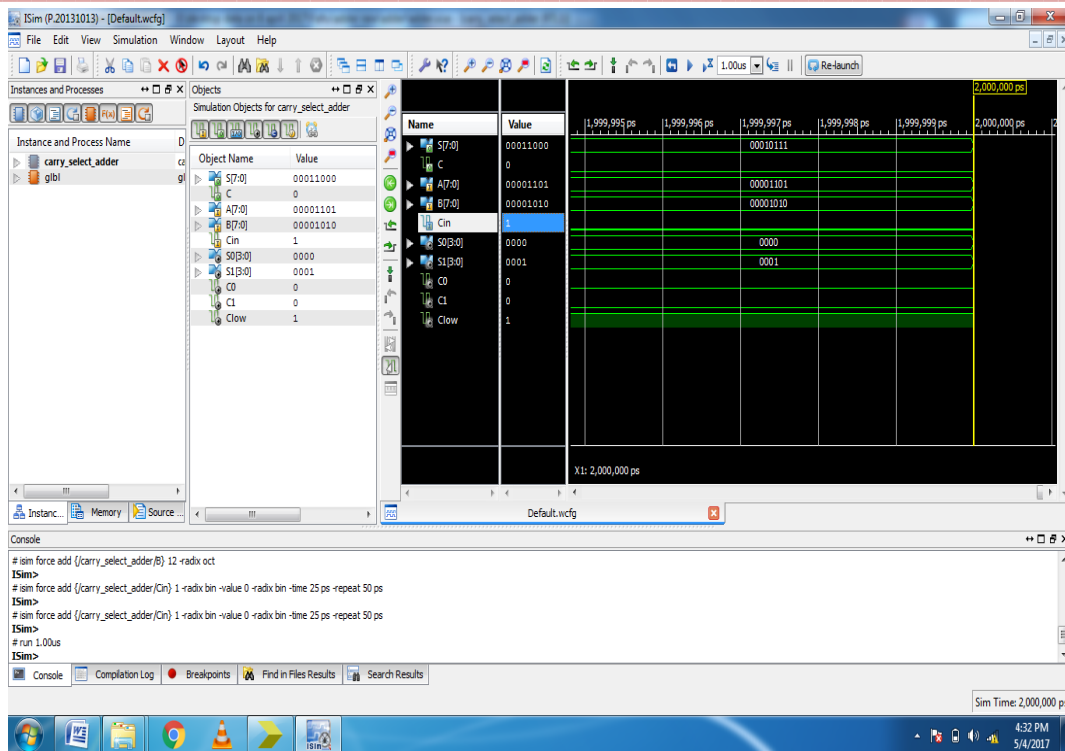 ISim (P.20131013) - [Default.wcfg]
File Edit View Simulation Window Layout Help
1.00us Re-launch
Instances and Processes
Instance and Process Name D
carry_select_adder ca
glbl gl
Instanc... Memory Source ...
Objects
Simulation Objects for carry_select_adder
Object Name Value
S[7:0] 00011000
C 0
A[7:0] 00001101
B[7:0] 00001010
Cin 1
S0[3:0] 0000
S1[3:0] 0001
C0 0
C1 0
Clow 1
2,000,000 ps
Name Value 1,999,995 ps 1,999,996 ps 1,999,997 ps 1,999,998 ps 1,999,999 ps 2,000,000 ps 2
S[7:0] 00011000 00010111
C 0
A[7:0] 00001101 00001101
B[7:0] 00001010 00001010
Cin 1
S0[3:0] 0000 0000
S1[3:0] 0001 0001
C0 0
C1 0
Clow 1
X1: 2,000,000 ps
Default.wcfg
Console
# isim force add {/carry_select_adder/B} 12 -radix oct
ISim>
# isim force add {/carry_select_adder/Cin} 1 -radix bin -value 0 -radix bin -time 25 ps -repeat 50 ps
ISim>
# isim force add {/carry_select_adder/Cin} 1 -radix bin -value 0 -radix bin -time 25 ps -repeat 50 ps
ISim>
# run 1.00us
ISim>
Console Compilation Log Breakpoints Find in Files Results Search Results
Sim Time: 2,000,000 p
ISim
4:32 PM
5/4/2017